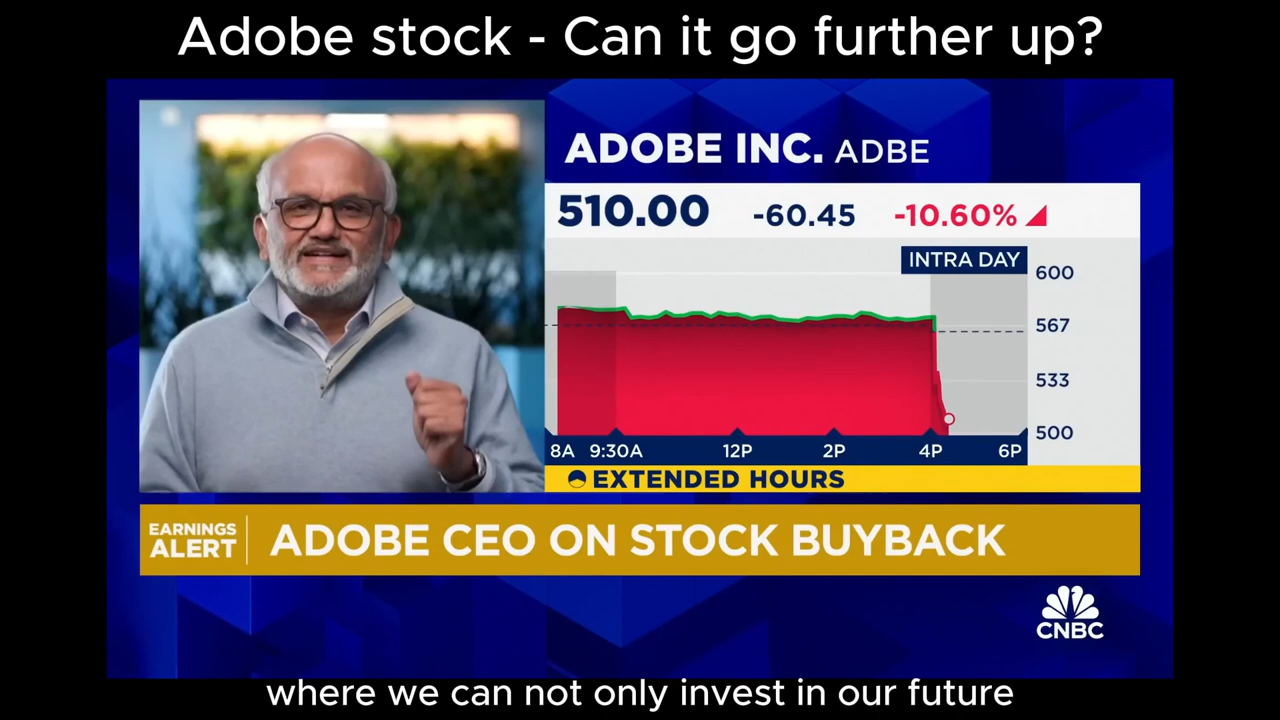 Adobe stock - Can it go further up?
ADOBE INC. ADBE
510.00 -60.45 -10.60%
INTRA DAY
600
567
533
500
8A 9:30A 12P 2P 4P 6P
EXTENDED HOURS
EARNINGS
ALERT
ADOBE CEO ON STOCK BUYBACK
CNBC
where we can not only invest in our future